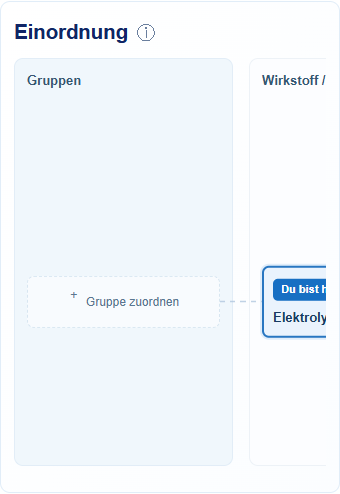 Einordnung ⓘ
Gruppen
Wirkstoff /
+ Gruppe zuordnen
Du bist h
Elektroly